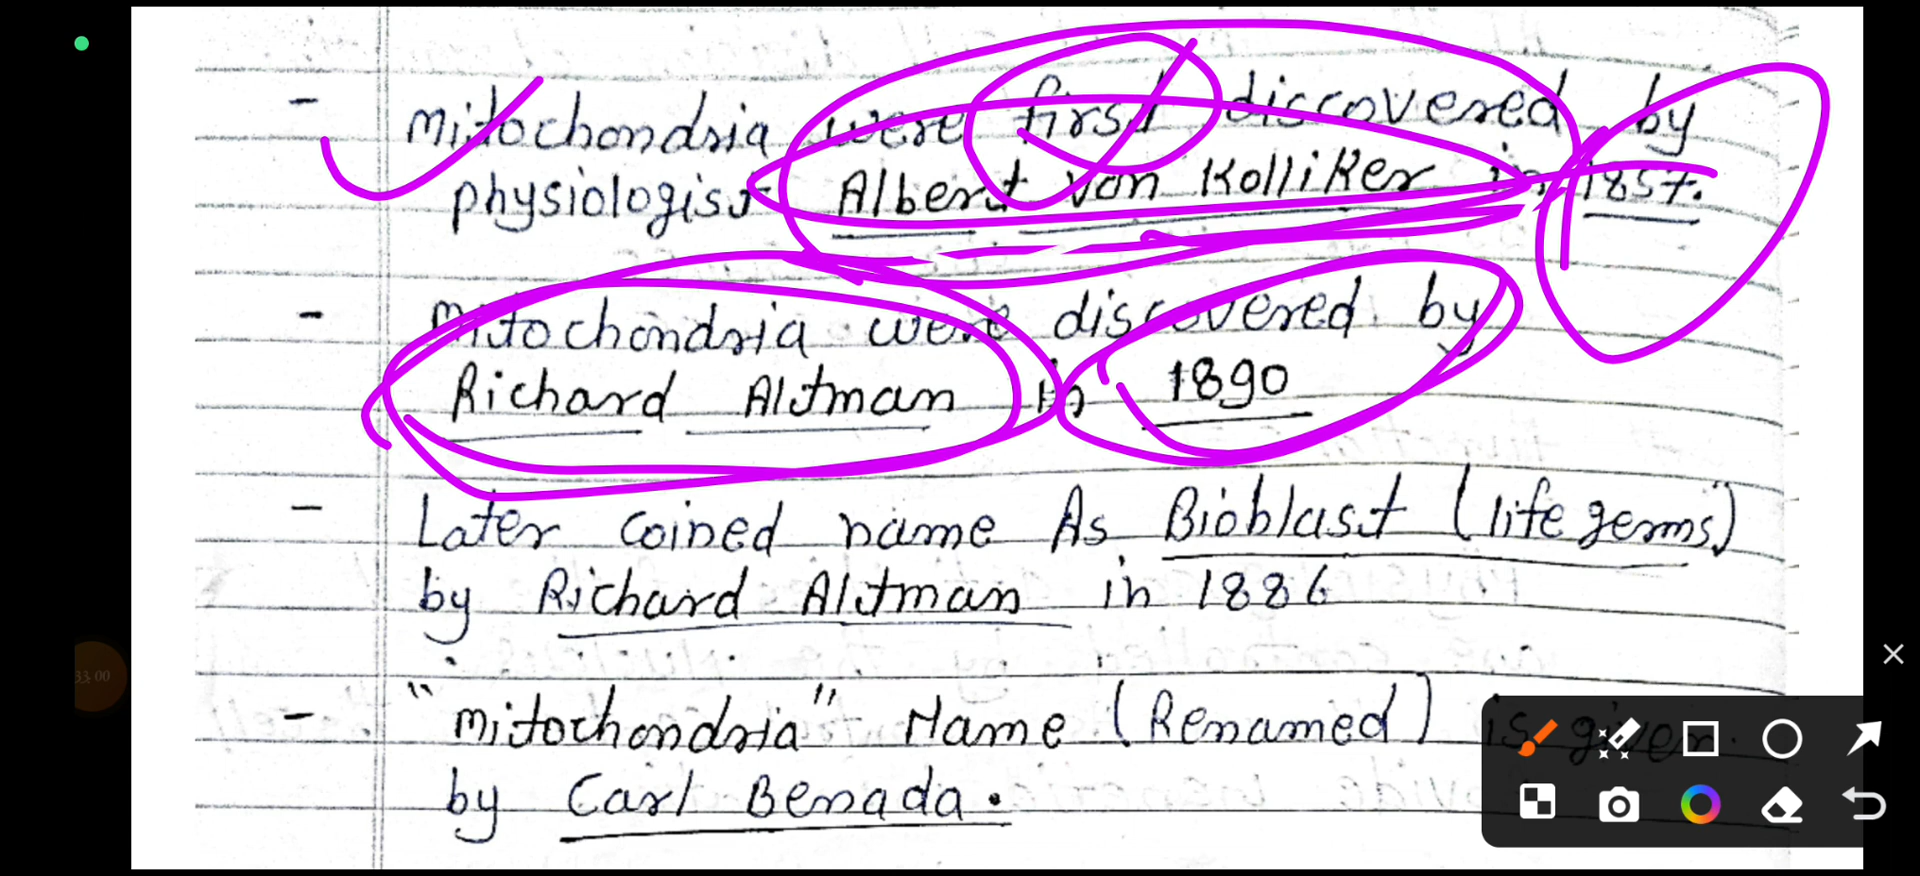 - Mitochondria were first discovered by
physiologist Albert von Kolliker in 1857.
- Mitochondria were discovered by
Richard Altman in 1890
- Later coined name As Bioblast (life germs)
by Richard Altman in 1886
- "mitochondria" Name (Renamed) is given
by Carl Benada.
33:00